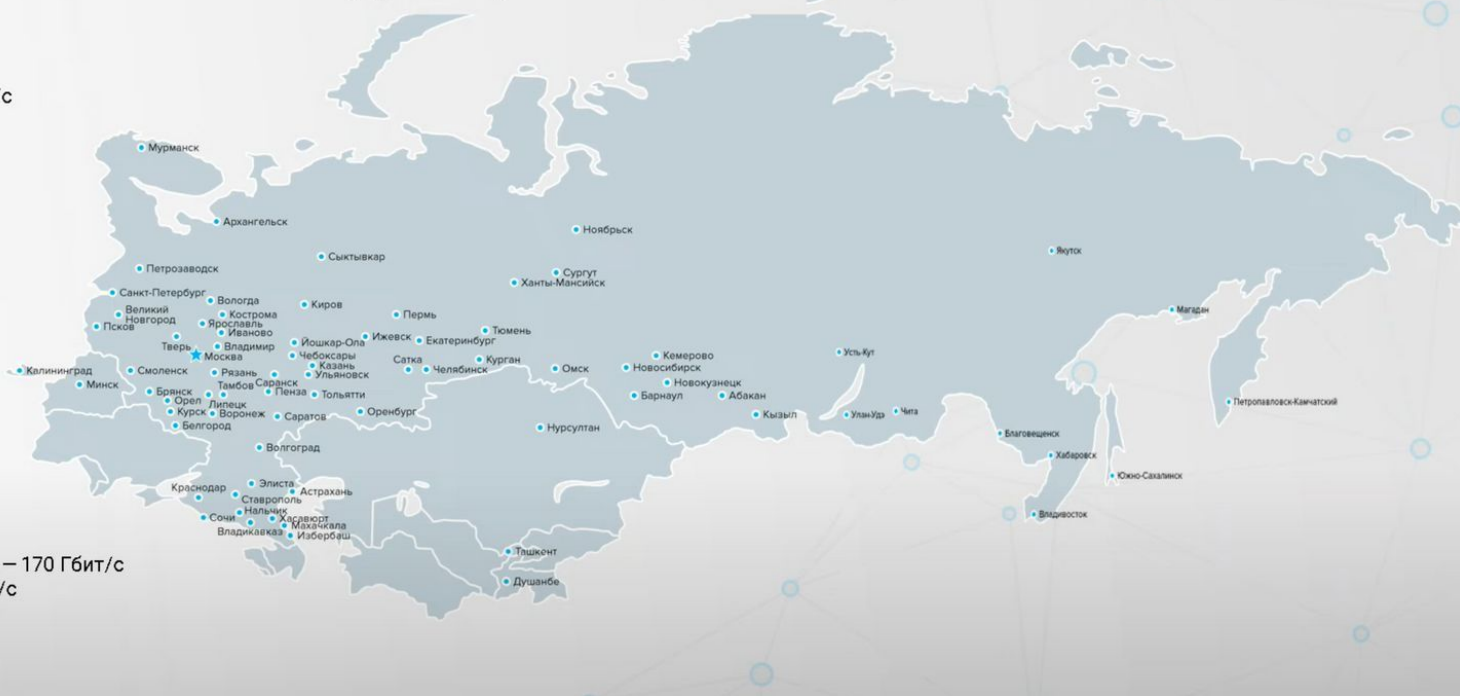 /с
Мурманск
Архангельск
Ноябрьск
Якутск
Сыктывкар
Петрозаводск
Сургут
Ханты-Мансийск
Санкт-Петербург
Вологда
Киров
Магадан
Великий
Новгород
Кострома
Пермь
Псков
Ярославль
Иваново
Тюмень
Тверь
Владимир
Йошкар-Ола
Ижевск
Екатеринбург
Москва
Чебоксары
Сатка
Курган
Кемерово
Усть-Кут
Калининград
Смоленск
Рязань
Казань
Ульяновск
Челябинск
Омск
Новосибирск
Минск
Саранск
Новокузнецк
Брянск
Тамбов
Пенза
Тольятти
Барнаул
Абакан
Орел
Липецк
Петропавловск-Камчатский
Курск
Воронеж
Саратов
Оренбург
Кызыл
Улан-Удэ
Чита
Белгород
Нурсултан
Благовещенск
Волгоград
Хабаровск
Южно-Сахалинск
Краснодар
Элиста
Астрахань
Ставрополь
Сочи
Нальчик
Хасавюрт
Владивосток
Махачкала
Владикавказ
Избербаш
Ташкент
– 170 Гбит/с
Душанбе
/с